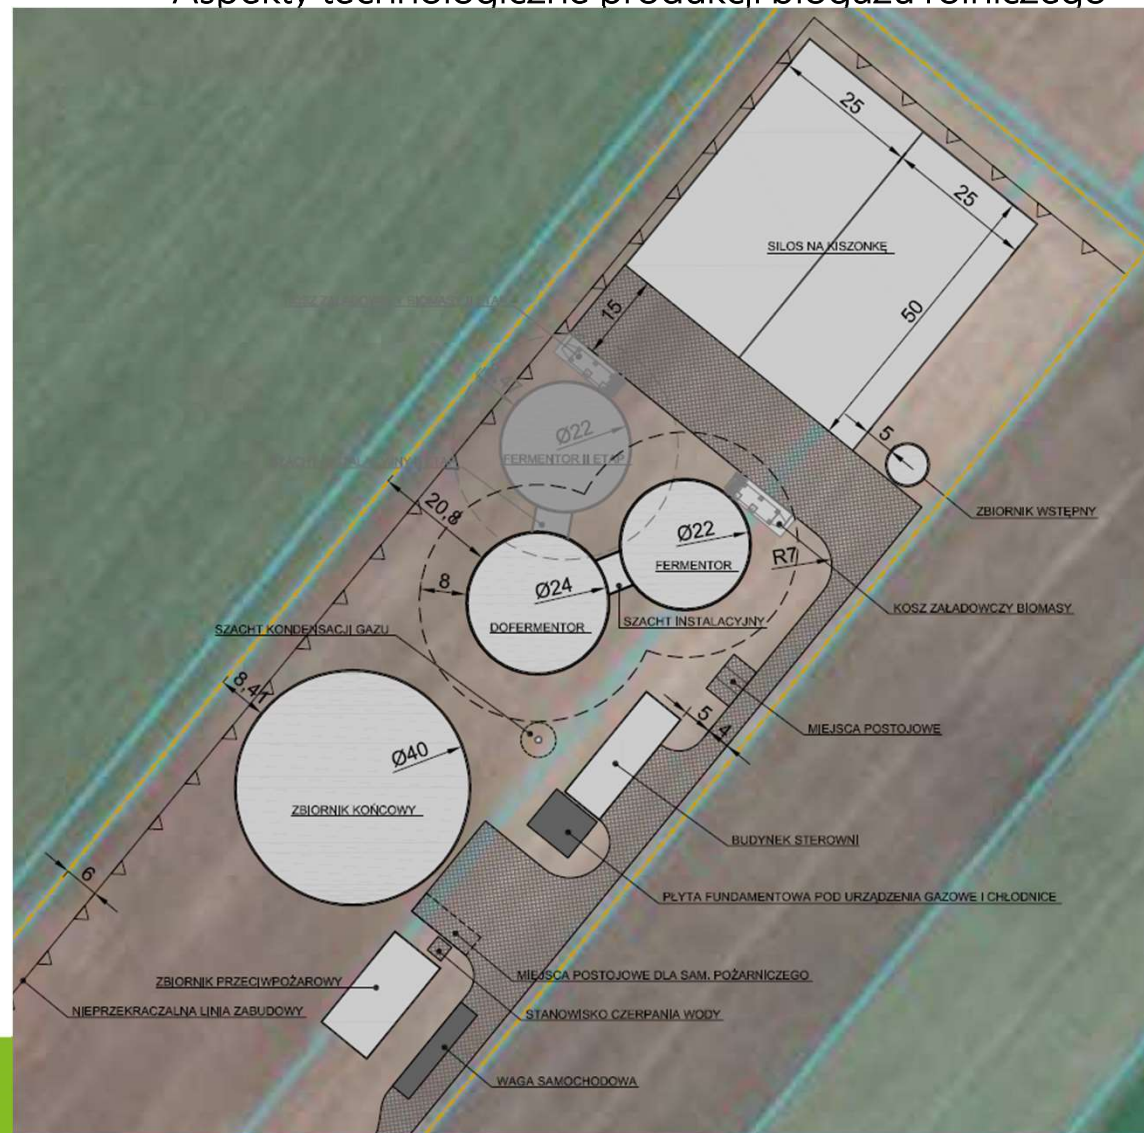 Aspekty technologiczne produkcji biogazu rolniczego
25
25
SILOS NA KISZONKĘ
50
15
5
ZBIORNIK WSTĘPNY
Ø22
FERMENTOR II ETAP
20,8
Ø22
FERMENTOR
R7
KOSZ ZAŁADOWCZY BIOMASY
8
Ø24
DOFERMENTOR
SZACHT INSTALACYJNY
SZACHT KONDENSACJI GAZU
8,41
5
4
MIEJSCA POSTOJOWE
Ø40
ZBIORNIK KOŃCOWY
BUDYNEK STEROWNI
6
PŁYTA FUNDAMENTOWA POD URZĄDZENIA GAZOWE I CHŁODNICE
MIEJSCA POSTOJOWE DLA SAM. POŻARNICZEGO
ZBIORNIK PRZECIWPOŻAROWY
NIEPRZEKRACZALNA LINIA ZABUDOWY
STANOWISKO CZERPANIA WODY
WAGA SAMOCHODOWA